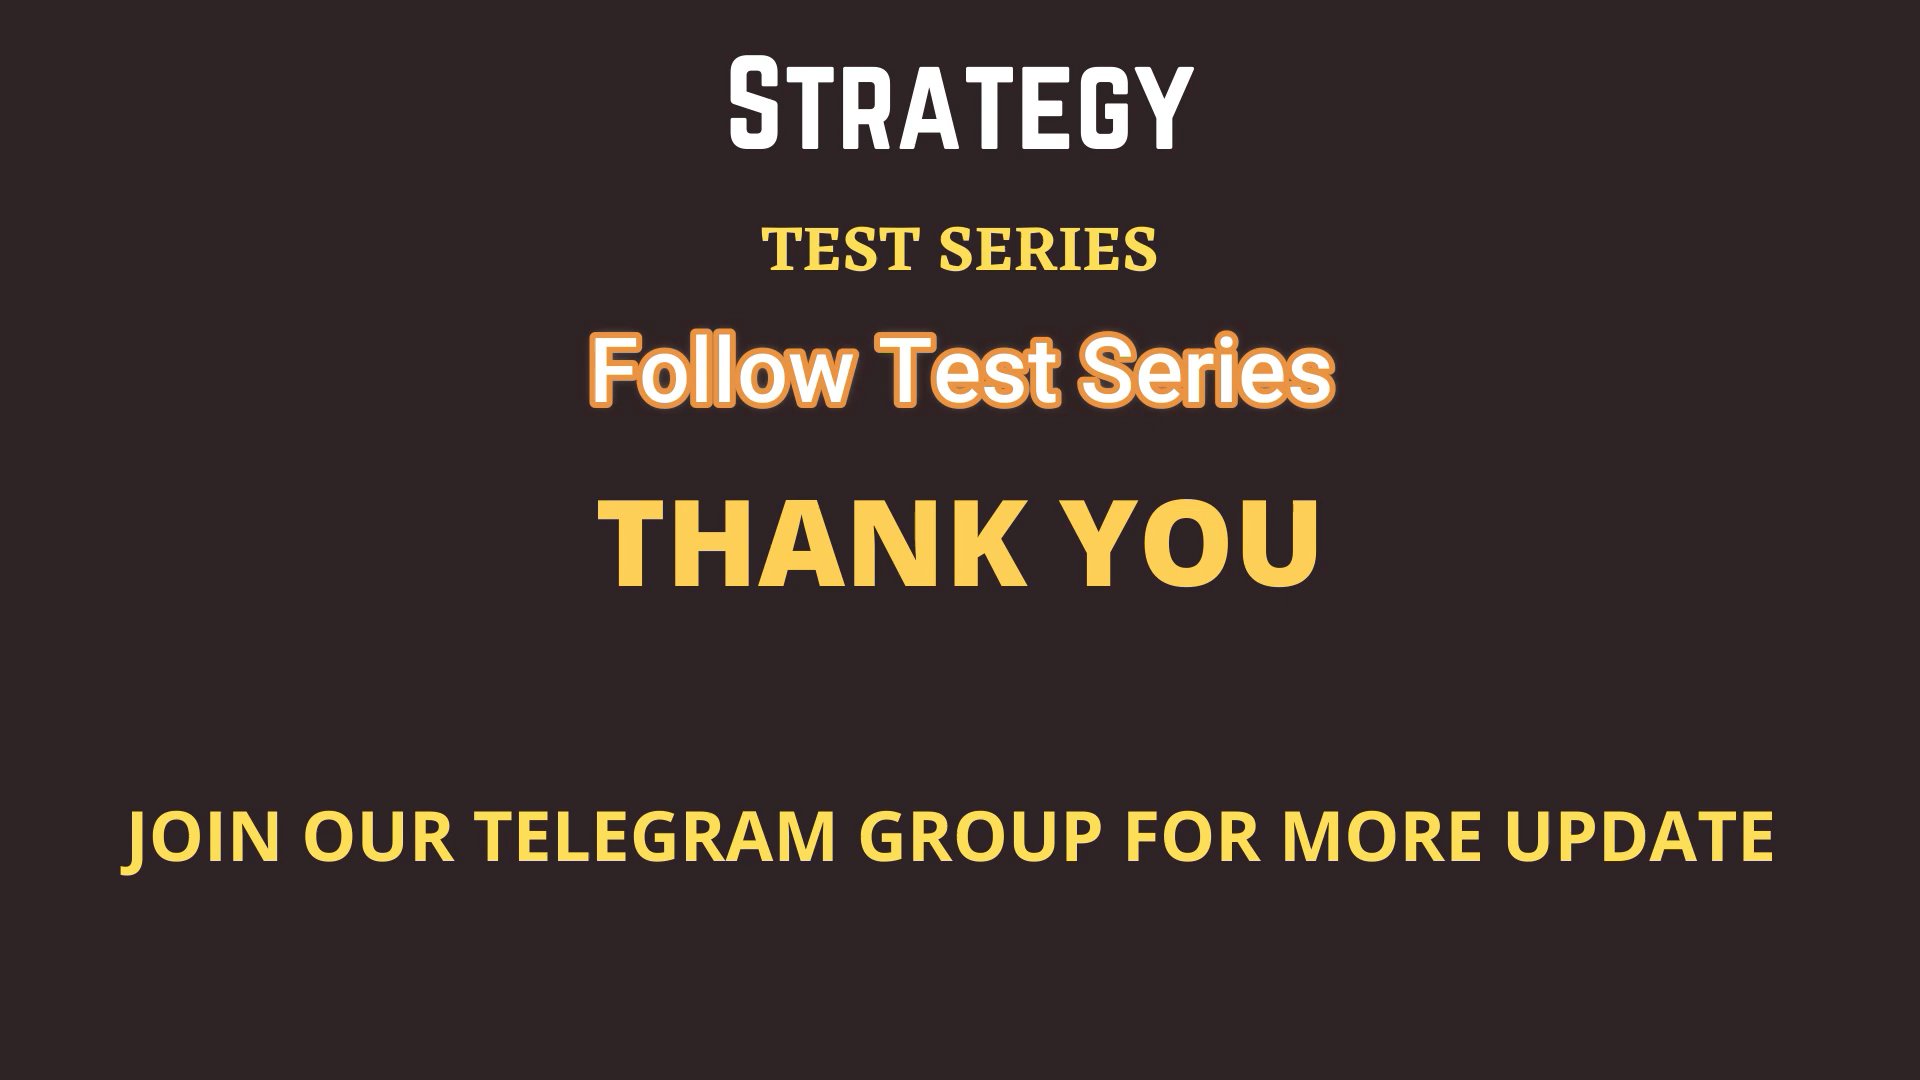 STRATEGY
TEST SERIES
Follow Test Series
THANK YOU
JOIN OUR TELEGRAM GROUP FOR MORE UPDATE